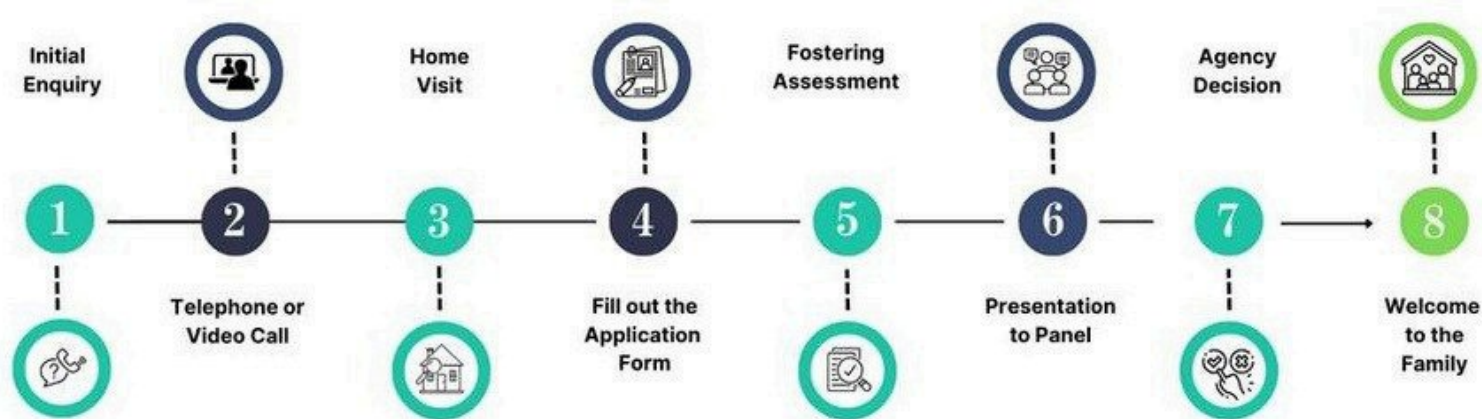 Initial
Enquiry
1
2
Telephone or
Video Call
Home
Visit
3
4
Fill out the
Application
Form
Fostering
Assessment
5
6
Presentation
to Panel
Agency
Decision
7
8
Welcome
to the
Family
?